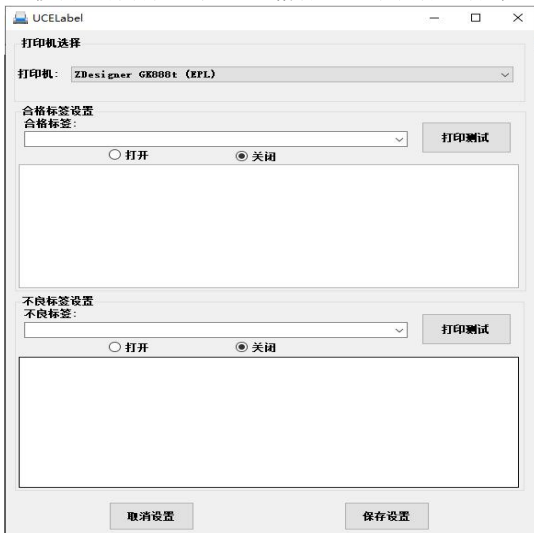 UCELabel
打印机选择
打印机: ZDesigner GK888t (EPL)
合格标签设置
合格标签:
打印测试
打开 关闭
不良标签设置
不良标签:
打印测试
打开 关闭
取消设置 保存设置